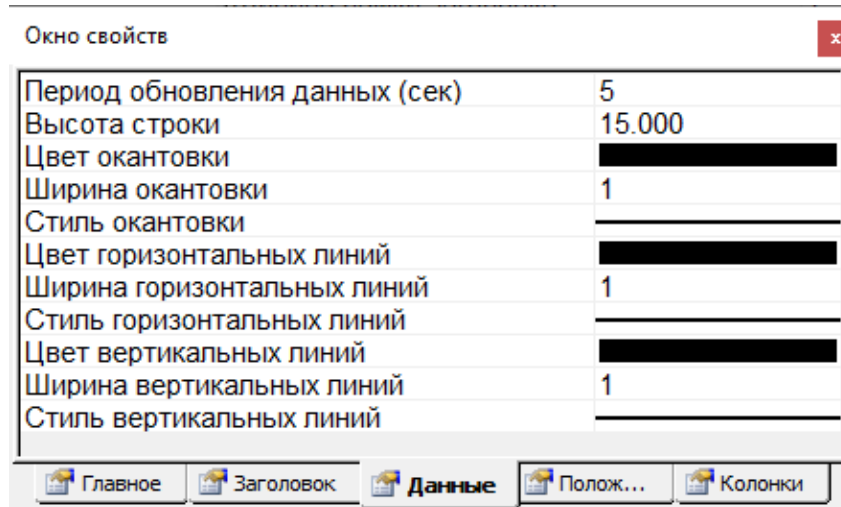 Окно свойств
x
Период обновления данных (сек) 5
Высота строки 15.000
Цвет окантовки
Ширина окантовки 1
Стиль окантовки
Цвет горизонтальных линий
Ширина горизонтальных линий 1
Стиль горизонтальных линий
Цвет вертикальных линий
Ширина вертикальных линий 1
Стиль вертикальных линий
Главное Заголовок Данные Полож... Колонки